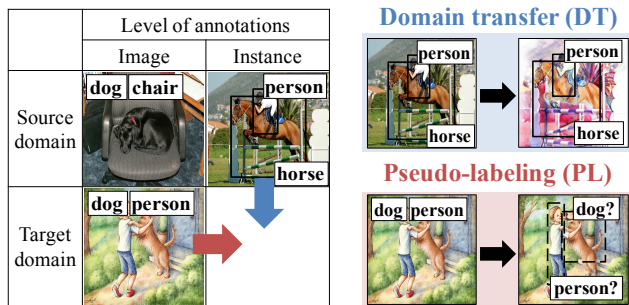 Level of annotations
Image
Instance
Source
domain
dog
chair
person
horse
Target
domain
dog
person
Domain transfer (DT)
person
horse
person
horse
Pseudo-labeling (PL)
dog
person
dog?
person?